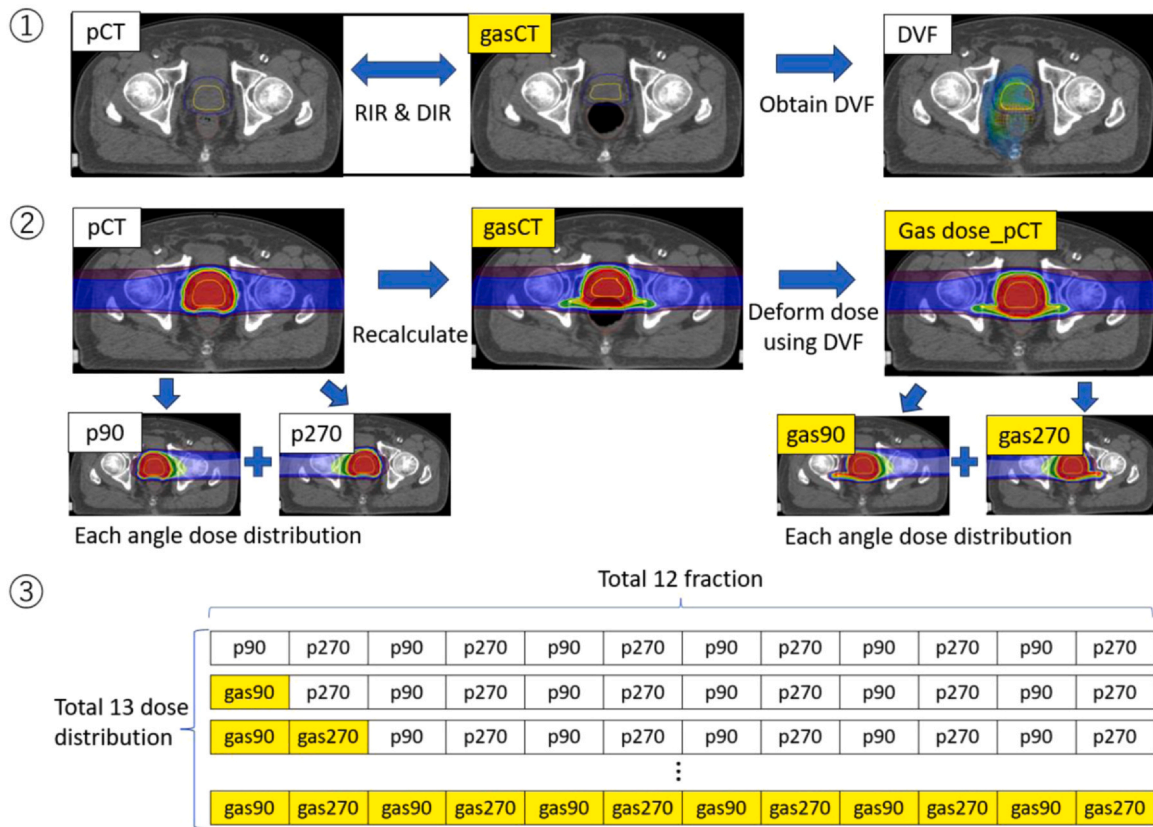 ①
pCT
gasCT
DVF
RIR & DIR
Obtain DVF
②
pCT
gasCT
Gas dose_pCT
Recalculate
Deform dose
using DVF
p90
p270
gas90
gas270
Each angle dose distribution
Each angle dose distribution
③
Total 12 fraction
Total 13 dose
distribution
p90 p270 p90 p270 p90 p270 p90 p270 p90 p270 p90 p270
gas90 p270 p90 p270 p90 p270 p90 p270 p90 p270 p90 p270
gas90 gas270 p90 p270 p90 p270 p90 p270 p90 p270 p90 p270
⋮
gas90 gas270 gas90 gas270 gas90 gas270 gas90 gas270 gas90 gas270 gas90 gas270